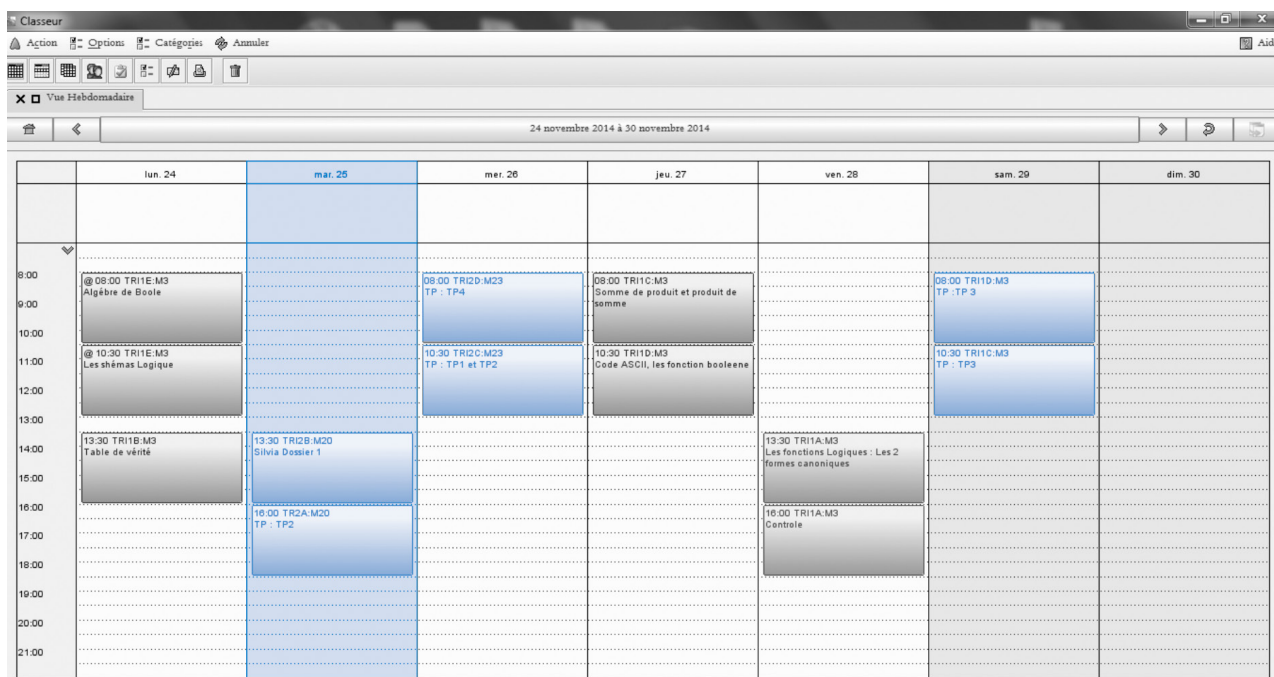 Classeur
Action Options Catégories Annuler Aid
Vue Hebdomadaire
24 novembre 2014 à 30 novembre 2014
lun. 24 mar. 25 mer. 26 jeu. 27 ven. 28 sam. 29 dim. 30
8:00
9:00
10:00
11:00
12:00
13:00
14:00
15:00
16:00
17:00
18:00
19:00
20:00
21:00
@ 08:00 TRI1E:M3
Algèbre de Boole
@ 10:30 TRI1E:M3
Les shémas Logique
13:30 TRI1B:M3
Table de vérité
13:30 TRI2B:M20
Silvia Dossier 1
16:00 TR2A:M20
TP : TP2
08:00 TRI2D:M23
TP : TP4
10:30 TRI2C:M23
TP : TP1 et TP2
08:00 TRI1C:M3
Somme de produit et produit de
somme
10:30 TRI1D:M3
Code ASCII, les fonction booleene
13:30 TRI1A:M3
Les fonctions Logiques : Les 2
formes canoniques
16:00 TRI1A:M3
Controle
08:00 TRI1D:M3
TP :TP 3
10:30 TRI1C:M3
TP : TP3